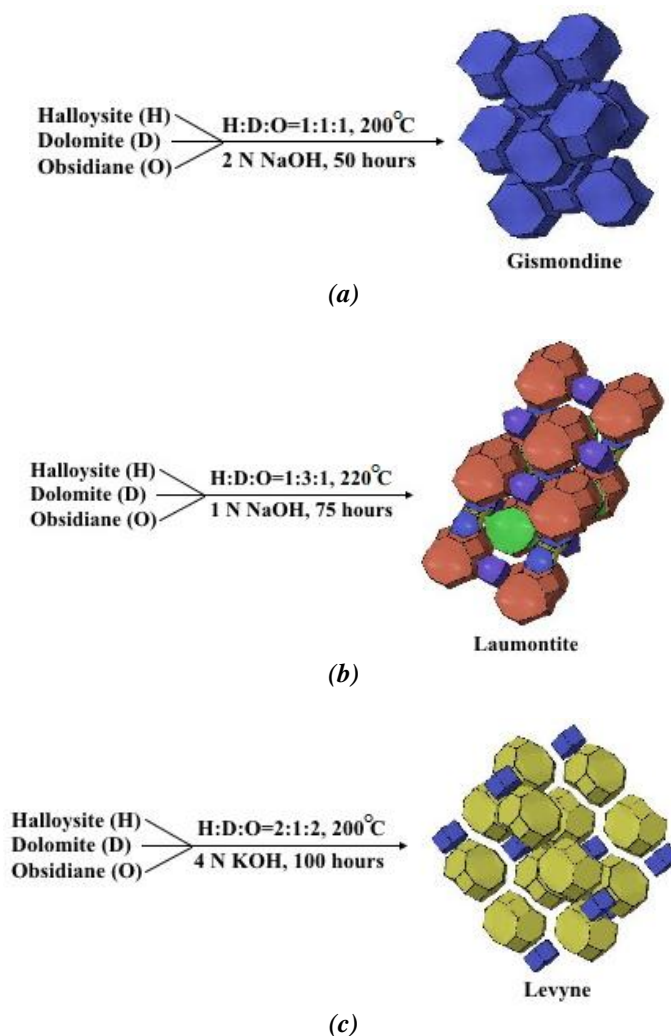 Halloysite (H)
Dolomite (D)
Obsidiane (O)
H:D:O=1:1:1, 200°C
2 N NaOH, 50 hours
Gismondine
(a)
Halloysite (H)
Dolomite (D)
Obsidiane (O)
H:D:O=1:3:1, 220°C
1 N NaOH, 75 hours
Laumontite
(b)
Halloysite (H)
Dolomite (D)
Obsidiane (O)
H:D:O=2:1:2, 200°C
4 N KOH, 100 hours
Levyne
(c)